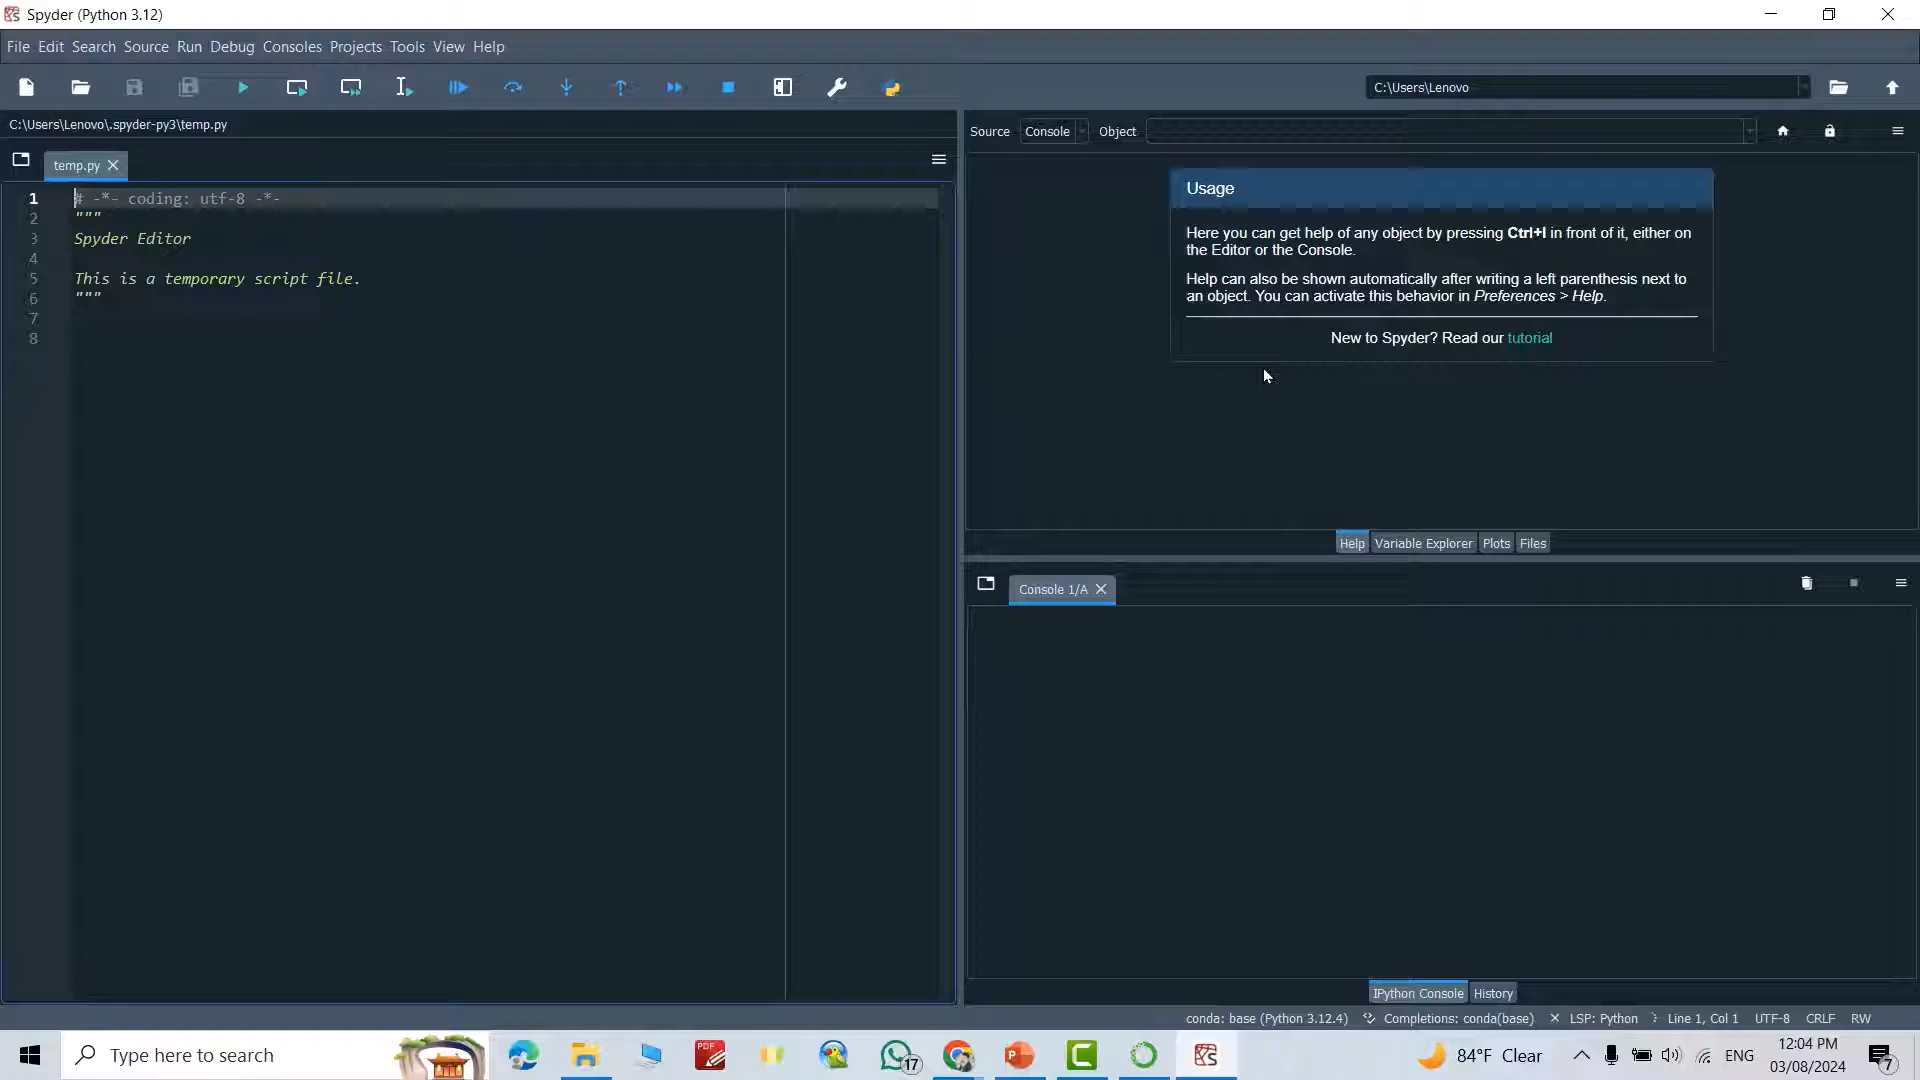 Spyder (Python 3.12)
File Edit Search Source Run Debug Consoles Projects Tools View Help
C:\Users\Lenovo
C:\Users\Lenovo\.spyder-py3\temp.py
temp.py
1 # -*- coding: utf-8 -*-
2 """
3 Spyder Editor
4
5 This is a temporary script file.
6 """
7
8
Source Console Object
Usage
Here you can get help of any object by pressing Ctrl+I in front of it, either on
the Editor or the Console.
Help can also be shown automatically after writing a left parenthesis next to
an object. You can activate this behavior in Preferences > Help.
New to Spyder? Read our tutorial
Help Variable Explorer Plots Files
Console 1/A
IPython Console History
conda: base (Python 3.12.4) Completions: conda(base) LSP: Python Line 1, Col 1 UTF-8 CRLF RW
Type here to search
PDF
17
84°F Clear
ENG
12:04 PM
03/08/2024
7